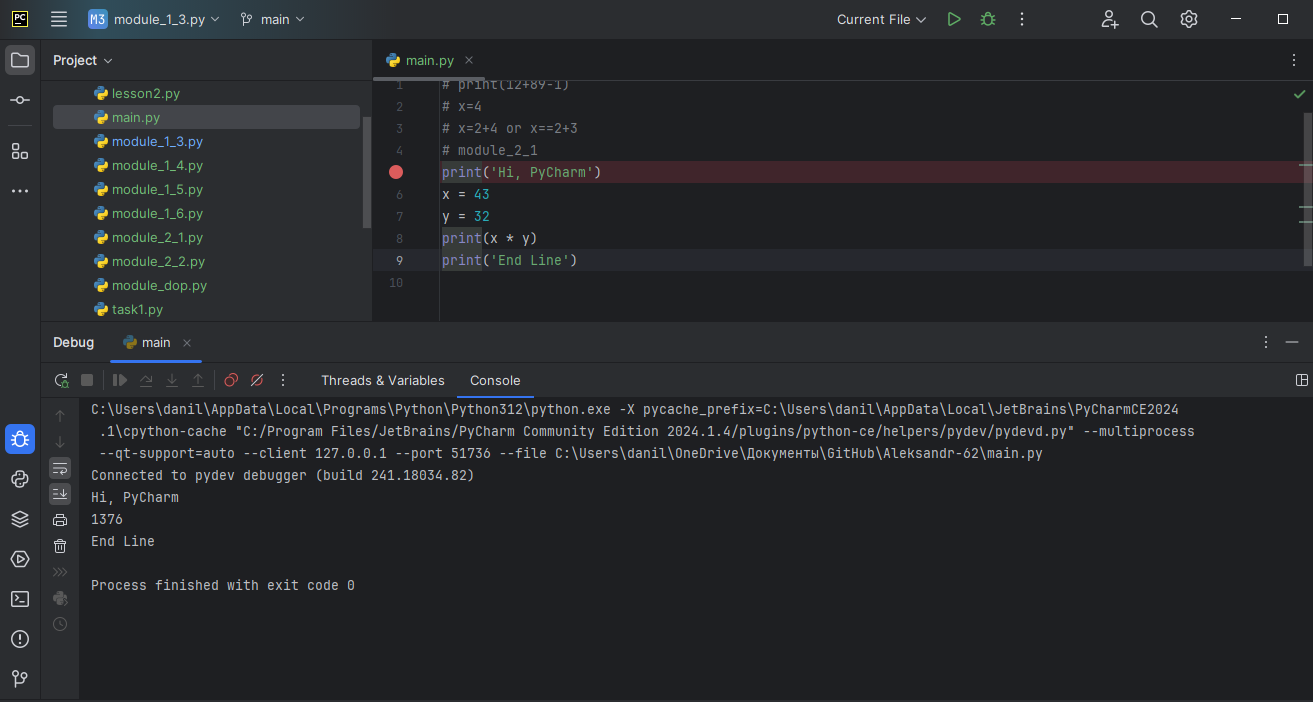 PC M3 module_1_3.py main Current File
Project
main.py
lesson2.py
main.py
module_1_3.py
module_1_4.py
module_1_5.py
module_1_6.py
module_2_1.py
module_2_2.py
module_dop.py
task1.py
1 # print(12+89-1)
2 # x=4
3 # x=2+4 or x==2+3
4 # module_2_1
print('Hi, PyCharm')
6 x = 43
7 y = 32
8 print(x * y)
9 print('End Line')
10
Debug main
Threads & Variables Console
C:\Users\danil\AppData\Local\Programs\Python\Python312\python.exe -X pycache_prefix=C:\Users\danil\AppData\Local\JetBrains\PyCharmCE2024
.1\cpython-cache "C:/Program Files/JetBrains/PyCharm Community Edition 2024.1.4/plugins/python-ce/helpers/pydev/pydevd.py" --multiprocess
--qt-support=auto --client 127.0.0.1 --port 51736 --file C:\Users\danil\OneDrive\Документы\GitHub\Aleksandr-62\main.py
Connected to pydev debugger (build 241.18034.82)
Hi, PyCharm
1376
End Line
Process finished with exit code 0